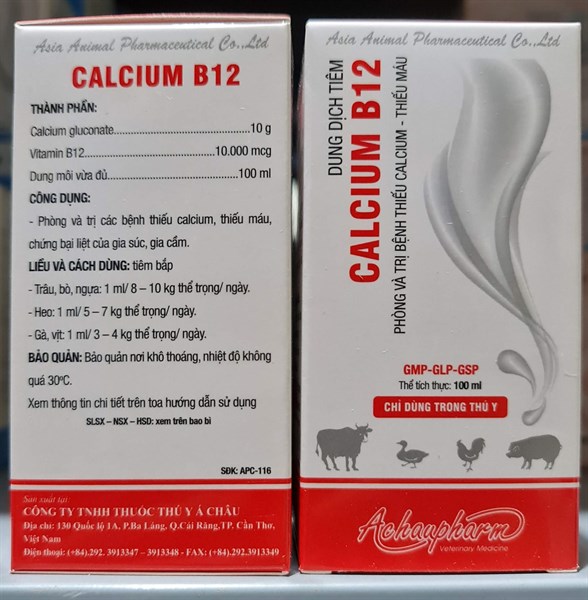 Asia Animal Pharmaceutical Co.,Ltd
CALCIUM B12
THÀNH PHẦN:
Calcium gluconate..................................................10 g
Vitamin B12................................................10.000 mcg
Dung môi vừa đủ..............................................100 ml
CÔNG DỤNG:
- Phòng và trị các bệnh thiếu calcium, thiếu máu,
chứng bại liệt của gia súc, gia cầm.
LIỀU VÀ CÁCH DÙNG: tiêm bắp
- Trâu, bò, ngựa: 1 ml/ 8 – 10 kg thể trọng/ ngày.
- Heo: 1 ml/ 5 – 7 kg thể trọng/ ngày.
- Gà, vịt: 1 ml/ 3 – 4 kg thể trọng/ ngày.
BẢO QUẢN: Bảo quản nơi khô thoáng, nhiệt độ không
quá 30ºC.
Xem thông tin chi tiết trên toa hướng dẫn sử dụng
SLSX – NSX – HSD: xem trên bao bì
SĐK: APC-116
Sản xuất tại:
CÔNG TY TNHH THUỐC THÚ Y Á CHÂU
Địa chỉ: 130 Quốc lộ 1A, P.Ba Láng, Q.Cái Răng,TP. Cần Thơ,
Việt Nam
Điện thoại: (+84).292. 3913347 – 3913348 - FAX: (+84).292.3913349
Asia Animal Pharmaceutical Co.,Ltd
DUNG DỊCH TIÊM
CALCIUM B12
PHÒNG VÀ TRỊ BỆNH THIẾU CALCIUM - THIẾU MÁU
GMP-GLP-GSP
Thể tích thực: 100 ml
CHỈ DÙNG TRONG THÚ Y
Achaupharm
Veterinary Medicine